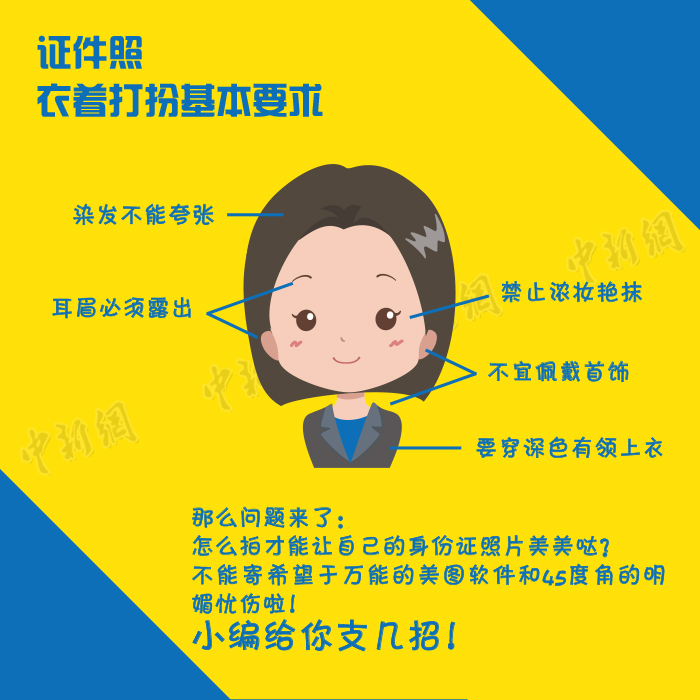 证件照
衣着打扮基本要求
染发不能夸张
耳眉必须露出
禁止浓妆艳抹
不宜佩戴首饰
要穿深色有领上衣
中新網
中新網
中新網
那么问题来了：
怎么拍才能让自己的身份证照片美美哒？
不能寄希望于万能的美图软件和45度角的明
媚忧伤啦！
小编给你支几招！